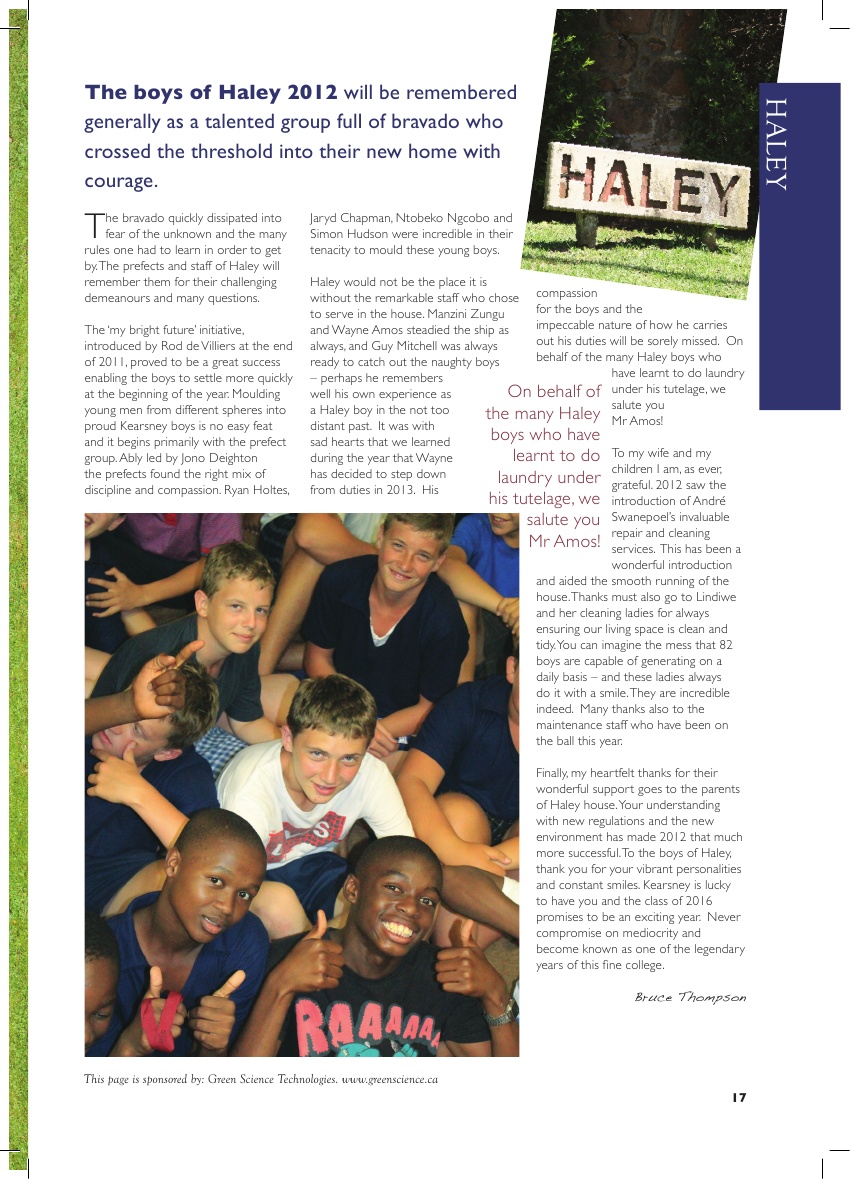 The boys of Haley 2012 will be remembered
generally as a talented group full of bravado who
crossed the threshold into their new home with
courage.
HALEY
HALEY
The bravado quickly dissipated into
fear of the unknown and the many
rules one had to learn in order to get
by. The prefects and staff of Haley will
remember them for their challenging
demeanours and many questions.
The ‘my bright future’ initiative,
introduced by Rod de Villiers at the end
of 2011, proved to be a great success
enabling the boys to settle more quickly
at the beginning of the year. Moulding
young men from different spheres into
proud Kearsney boys is no easy feat
and it begins primarily with the prefect
group. Ably led by Jono Deighton
the prefects found the right mix of
discipline and compassion. Ryan Holtes,
Jaryd Chapman, Ntobeko Ngcobo and
Simon Hudson were incredible in their
tenacity to mould these young boys.
Haley would not be the place it is
without the remarkable staff who chose
to serve in the house. Manzini Zungu
and Wayne Amos steadied the ship as
always, and Guy Mitchell was always
ready to catch out the naughty boys
– perhaps he remembers
well his own experience as
a Haley boy in the not too
distant past. It was with
sad hearts that we learned
during the year that Wayne
has decided to step down
from duties in 2013. His
compassion
for the boys and the
impeccable nature of how he carries
out his duties will be sorely missed. On
behalf of the many Haley boys who
have learnt to do laundry
under his tutelage, we
salute you
Mr Amos!
On behalf of
the many Haley
boys who have
learnt to do
laundry under
his tutelage, we
salute you
Mr Amos!
To my wife and my
children I am, as ever,
grateful. 2012 saw the
introduction of André
Swanepoel’s invaluable
repair and cleaning
services. This has been a
wonderful introduction
and aided the smooth running of the
house. Thanks must also go to Lindiwe
and her cleaning ladies for always
ensuring our living space is clean and
tidy. You can imagine the mess that 82
boys are capable of generating on a
daily basis – and these ladies always
do it with a smile. They are incredible
indeed. Many thanks also to the
maintenance staff who have been on
the ball this year.
Finally, my heartfelt thanks for their
wonderful support goes to the parents
of Haley house. Your understanding
with new regulations and the new
environment has made 2012 that much
more successful. To the boys of Haley,
thank you for your vibrant personalities
and constant smiles. Kearsney is lucky
to have you and the class of 2016
promises to be an exciting year. Never
compromise on mediocrity and
become known as one of the legendary
years of this fine college.
Bruce Thompson
RAAAAAA
This page is sponsored by: Green Science Technologies. www.greenscience.ca
17